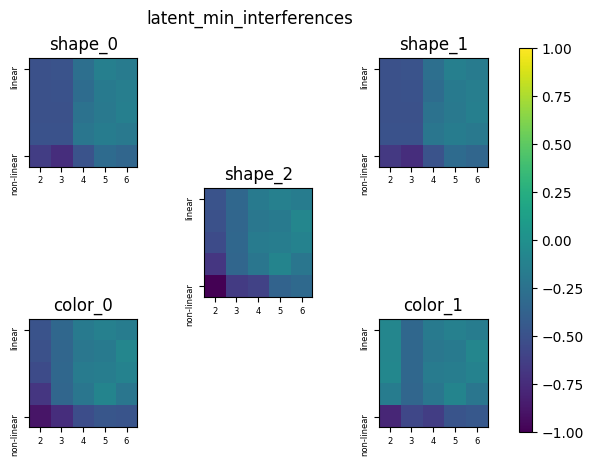 latent_min_interferences
shape_0
linear
non-linear
2 3 4 5 6
shape_1
linear
non-linear
2 3 4 5 6
shape_2
linear
non-linear
2 3 4 5 6
color_0
linear
non-linear
2 3 4 5 6
color_1
linear
non-linear
2 3 4 5 6
1.00
0.75
0.50
0.25
0.00
−0.25
−0.50
−0.75
−1.00